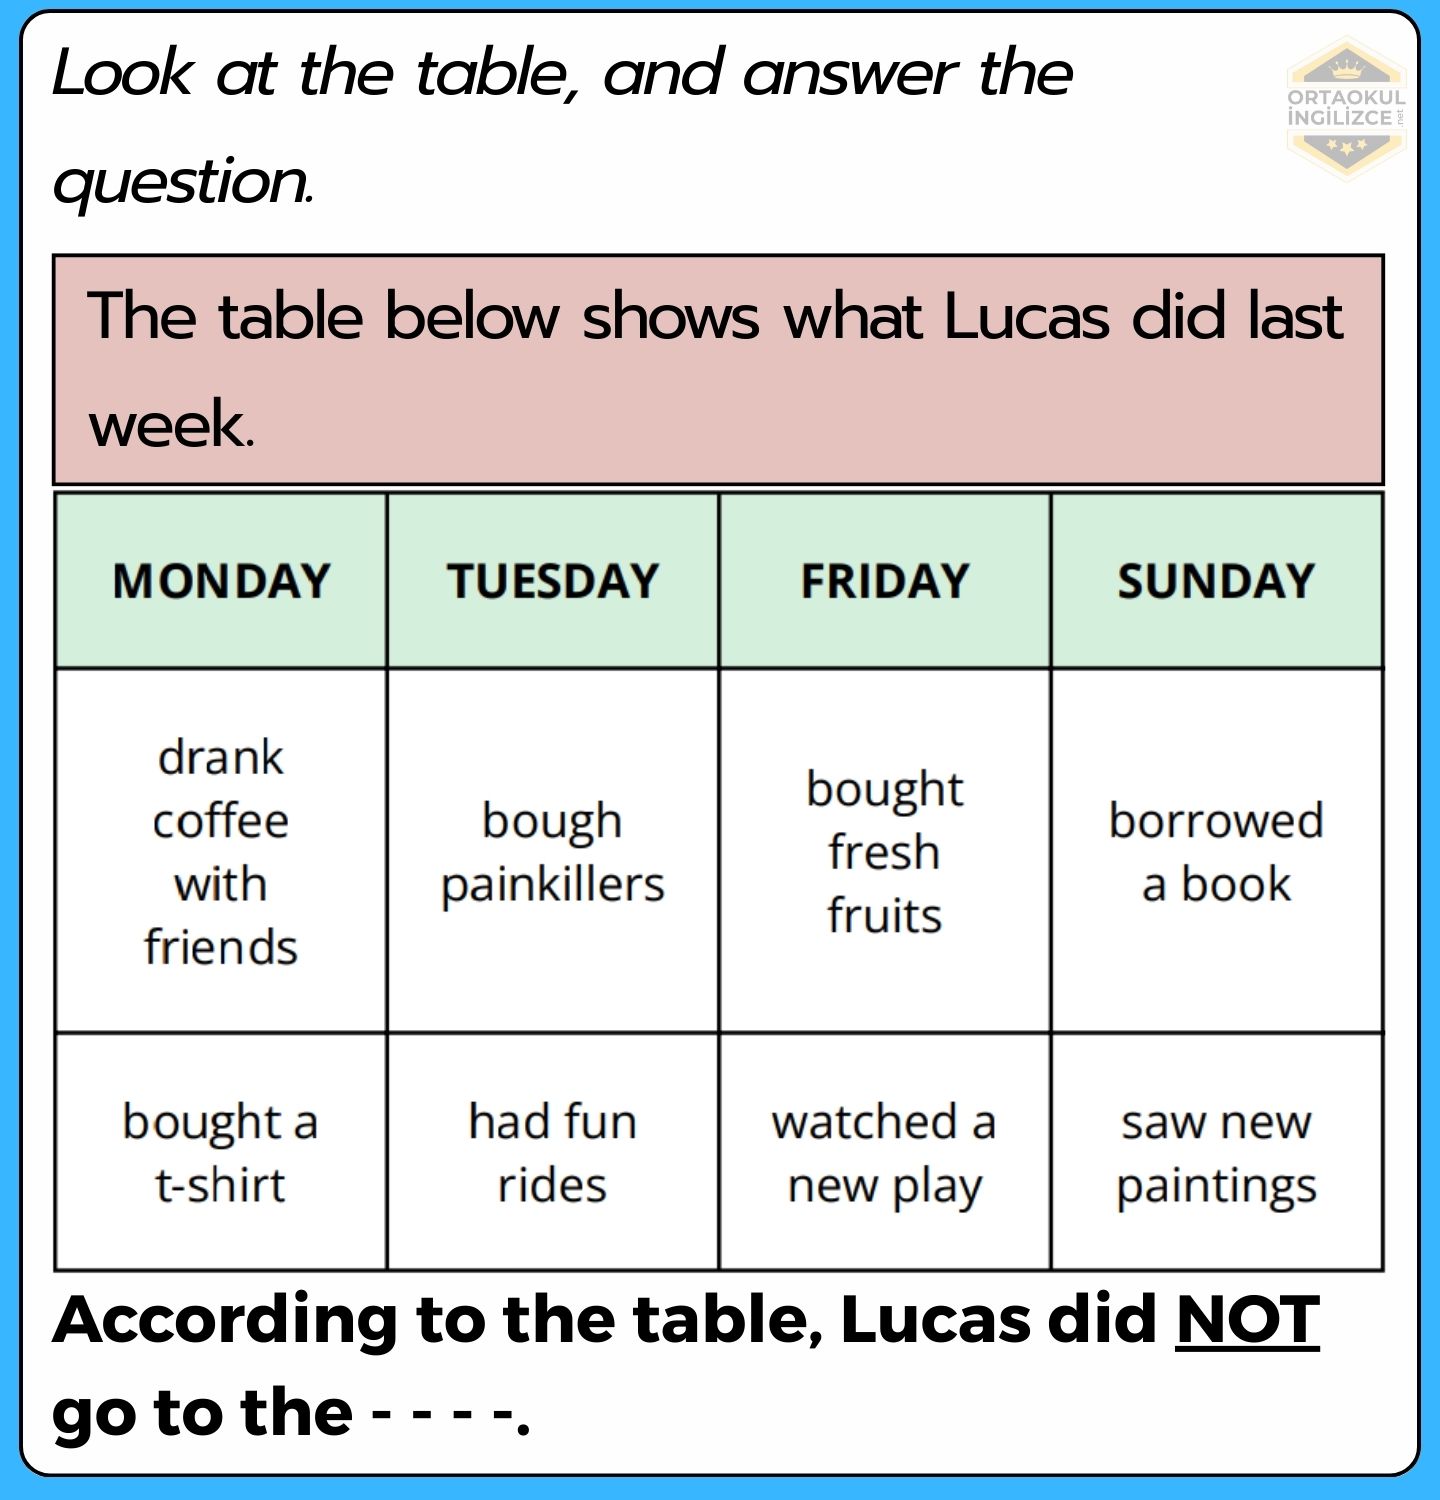 Look at the table, and answer the
question.
ORTAOKUL
İNGİLİZCE
.net
The table below shows what Lucas did last
week.
MONDAY
TUESDAY
FRIDAY
SUNDAY
drank
coffee
with
friends
bough
painkillers
bought
fresh
fruits
borrowed
a book
bought a
t-shirt
had fun
rides
watched a
new play
saw new
paintings
According to the table, Lucas did NOT
go to the - - - -.